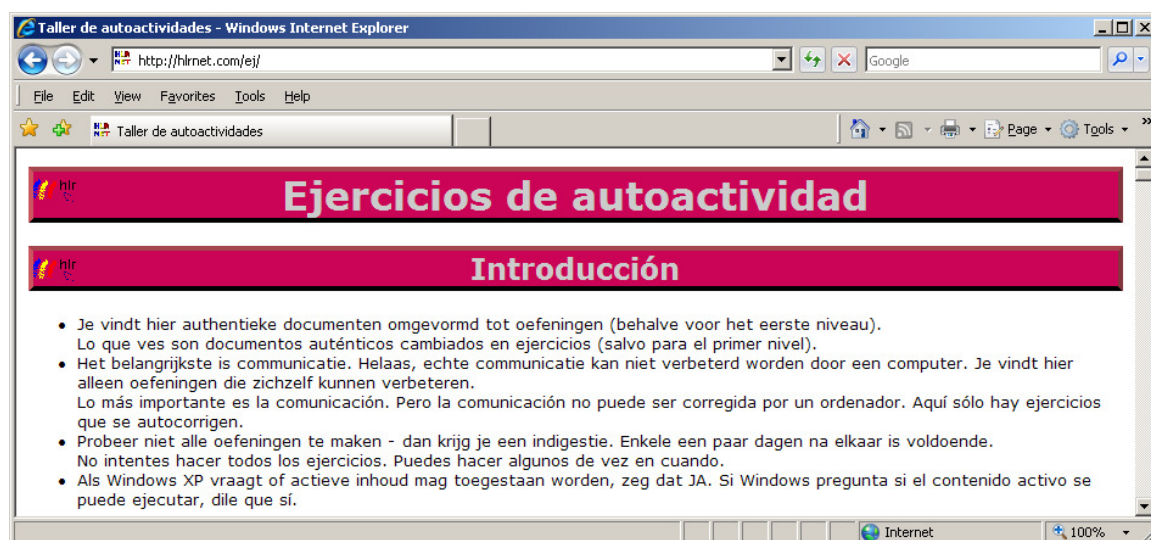 Taller de autoactividades - Windows Internet Explorer
http://hlrnet.com/ej/
Google
File Edit View Favorites Tools Help
Taller de autoactividades
Page Tools
hlr
Ejercicios de autoactividad
hlr
Introducción
• Je vindt hier authentieke documenten omgevormd tot oefeningen (behalve voor het eerste niveau).
Lo que ves son documentos auténticos cambiados en ejercicios (salvo para el primer nivel).
• Het belangrijkste is communicatie. Helaas, echte communicatie kan niet verbeterd worden door een computer. Je vindt hier
alleen oefeningen die zichzelf kunnen verbeteren.
Lo más importante es la comunicación. Pero la comunicación no puede ser corregida por un ordenador. Aquí sólo hay ejercicios
que se autocorrigen.
• Probeer niet alle oefeningen te maken - dan krijg je een indigestie. Enkele een paar dagen na elkaar is voldoende.
No intentes hacer todos los ejercicios. Puedes hacer algunos de vez en cuando.
• Als Windows XP vraagt of actieve inhoud mag toegestaan worden, zeg dat JA. Si Windows pregunta si el contenido activo se
puede ejecutar, dile que sí.
Internet 100%